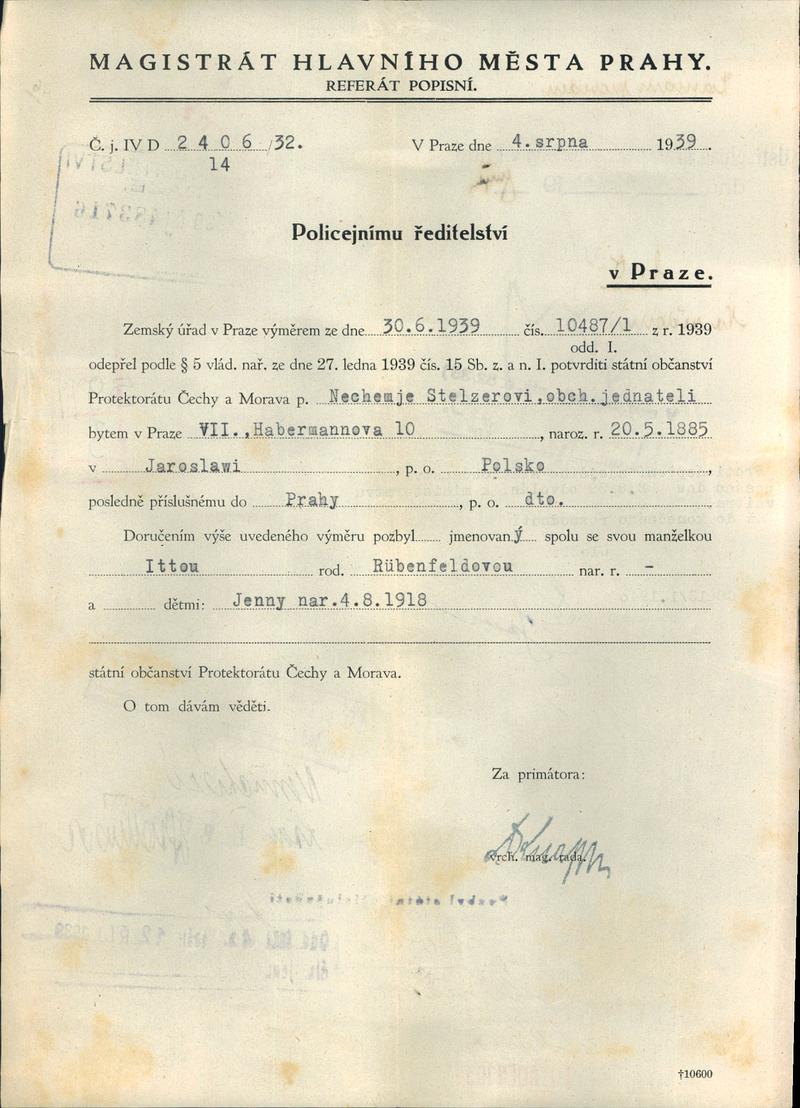 MAGISTRÁT HLAVNÍHO MĚSTA PRAHY.
REFERÁT POPISNÍ.
Č. j. IV D 2406/32.
14
V Praze dne 4.srpna 1939.
Policejnímu ředitelství
v Praze.
Zemský úřad v Praze výměrem ze dne 30.6.1939 čís. 10487/1 z r. 1939
odd. I.
odepřel podle § 5 vlád. nař. ze dne 27. ledna 1939 čís. 15 Sb. z. a n. I. potvrditi státní občanství
Protektorátu Čechy a Morava p. Nechemje Stelzerovi,obch.jednateli
bytem v Praze VII.,Habermannova 10, naroz. r. 20.5.1885
v Jaroslawi, p. o. Polsko,
posledně příslušnému do Prahy, p. o. dto.
Doručením výše uvedeného výměru pozbyl jmenovaný spolu se svou manželkou
Ittou rod. Rübenfeldovou nar. r. -
a dětmi: Jenny nar.4.8.1918
státní občanství Protektorátu Čechy a Morava.
O tom dávám věděti.
Za primátora:
vrch. mag. rada.
†10600